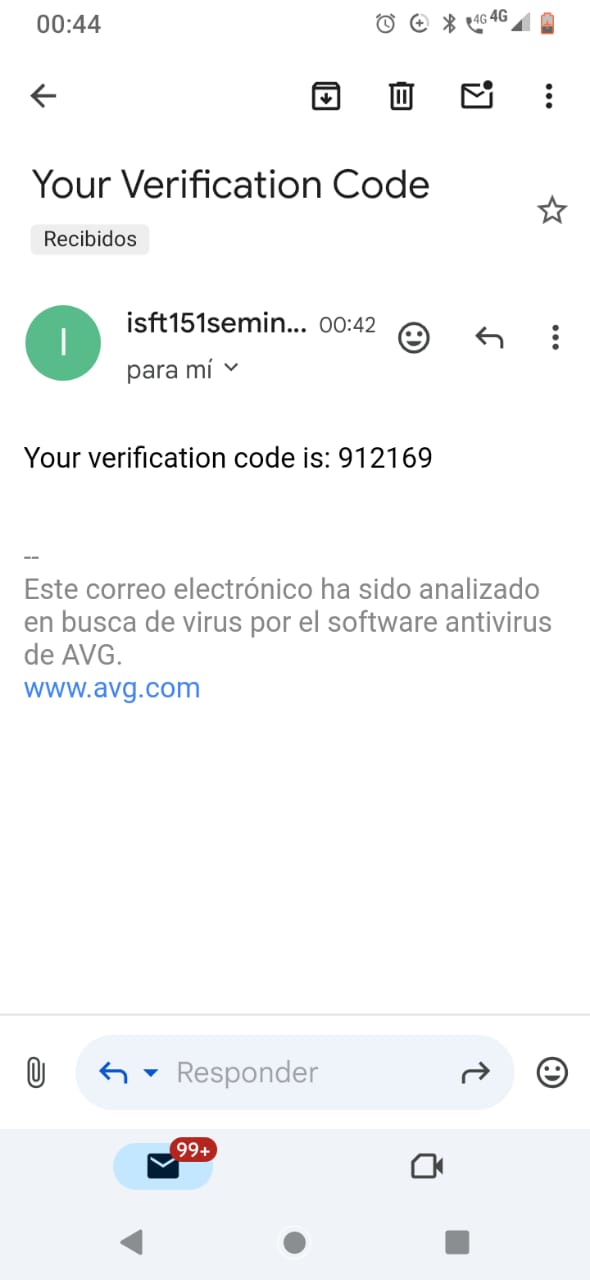 00:44
4G 4G
Your Verification Code
Recibidos
I
isft151semin... 00:42
para mí
Your verification code is: 912169
--
Este correo electrónico ha sido analizado
en busca de virus por el software antivirus
de AVG.
www.avg.com
Responder
99+